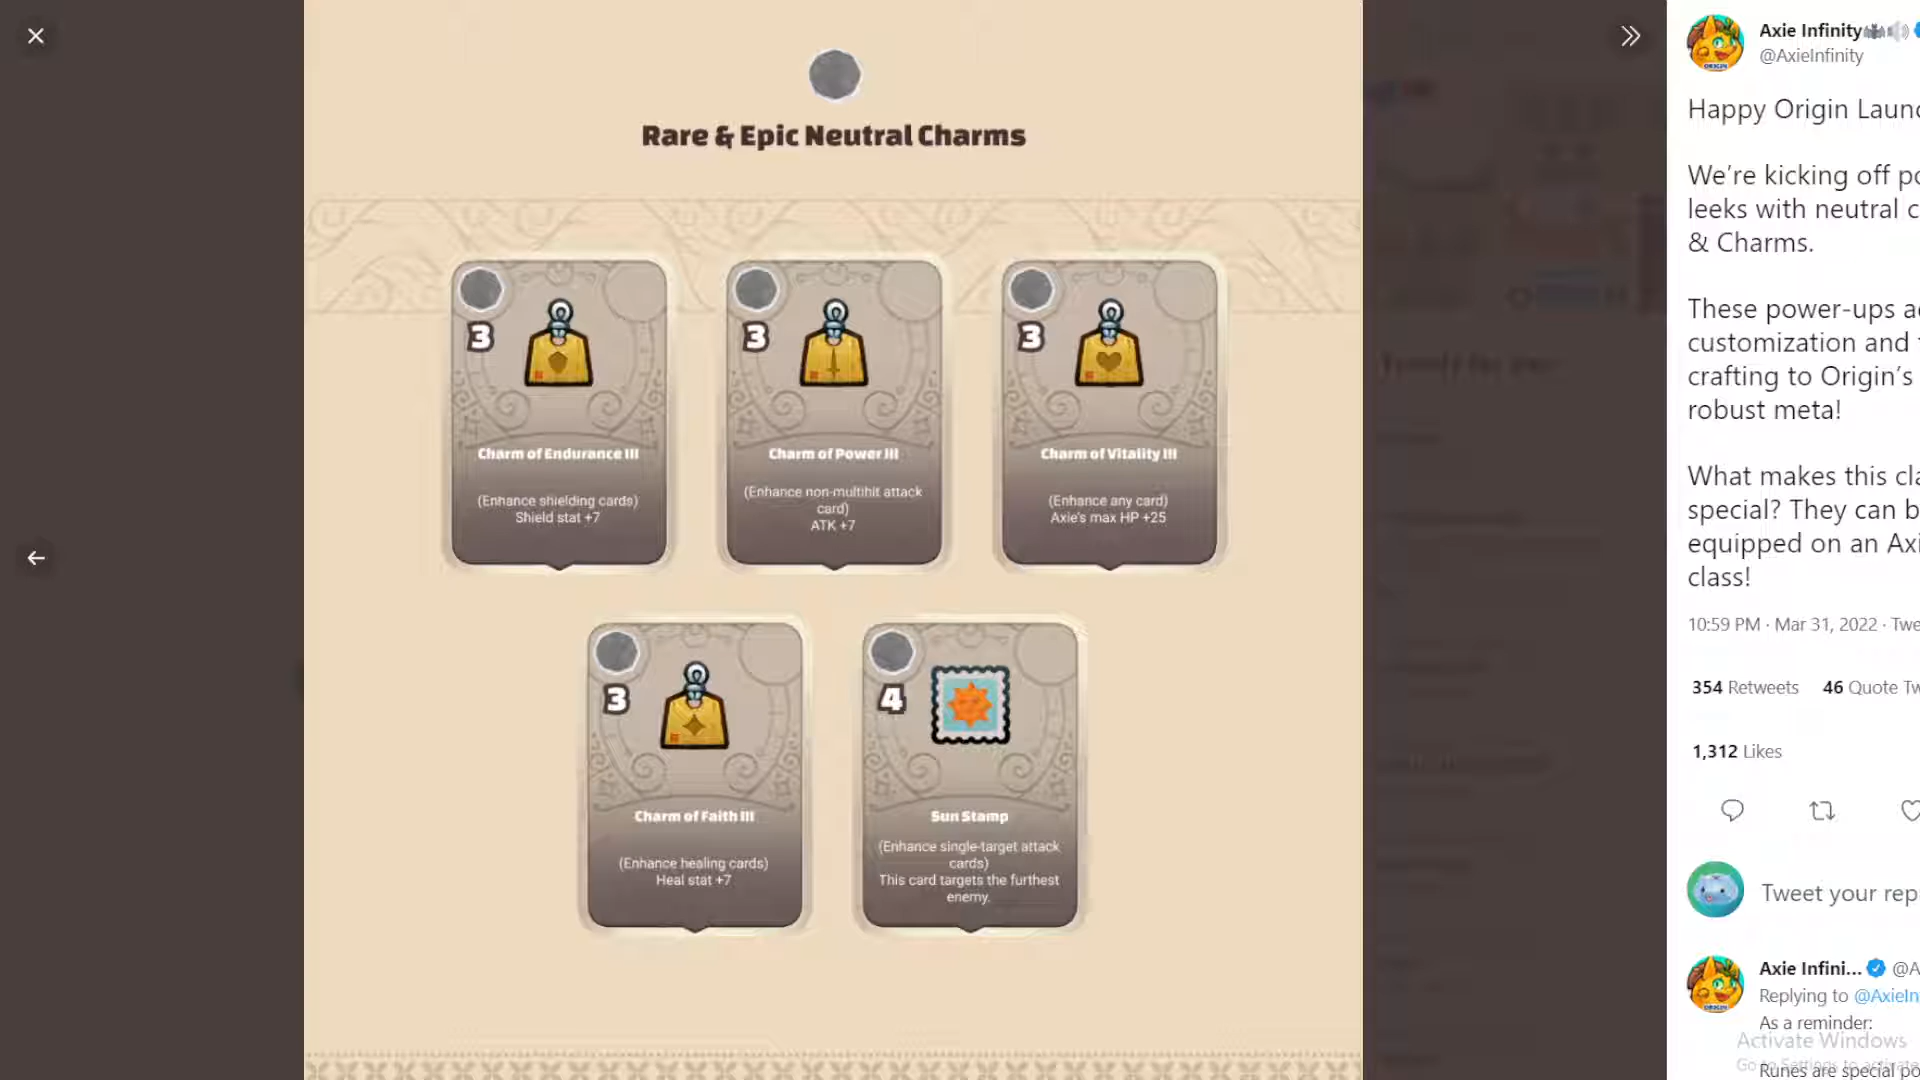 Rare & Epic Neutral Charms
3
Charm of Endurance III
(Enhance shielding cards)
Shield stat +7
3
Charm of Power III
(Enhance non-multihit attack
card)
ATK +7
3
Charm of Vitality III
(Enhance any card)
Axie's max HP +25
3
Charm of Faith III
(Enhance healing cards)
Heal stat +7
4
Sun Stamp
(Enhance single-target attack
cards)
This card targets the furthest
enemy.
Axie Infinity
@AxieInfinity
Happy Origin Launc
We’re kicking off po
leeks with neutral c
& Charms.
These power-ups a
customization and
crafting to Origin’s
robust meta!
What makes this cla
special? They can b
equipped on an Axi
class!
10:59 PM · Mar 31, 2022 · Twe
354 Retweets 46 Quote Tw
1,312 Likes
Tweet your rep
Axie Infini... @A
Replying to @AxieIn
As a reminder:
Activate Windows
Go to Settings to activate
Runes are special po